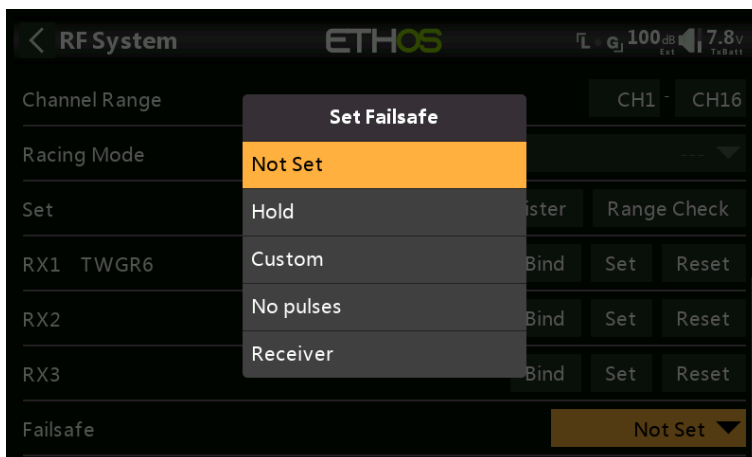 RF System ETHOS L G 100 dB Ext 7.8v TxBatt
Channel Range CH1 - CH16
Set Failsafe
Racing Mode ---
Not Set
Set ister Range Check
Hold
RX1 TWGR6 Bind Set Reset
Custom
No pulses
RX2 Bind Set Reset
Receiver
RX3 Bind Set Reset
Failsafe Not Set